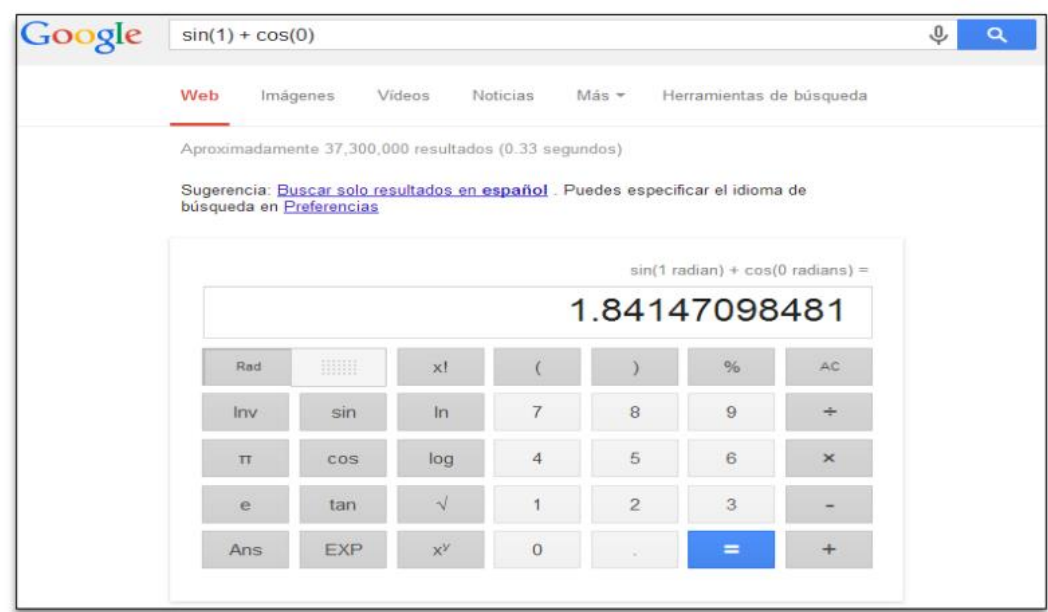 Google sin(1) + cos(0)
Web Imágenes Vídeos Noticias Más Herramientas de búsqueda
Aproximadamente 37,300,000 resultados (0.33 segundos)
Sugerencia: Buscar solo resultados en español . Puedes especificar el idioma de
búsqueda en Preferencias
sin(1 radian) + cos(0 radians) =
1.84147098481
Rad x! ( ) % AC
Inv sin ln 7 8 9 ÷
π cos log 4 5 6 ×
e tan √ 1 2 3 -
Ans EXP xʸ 0 . = +